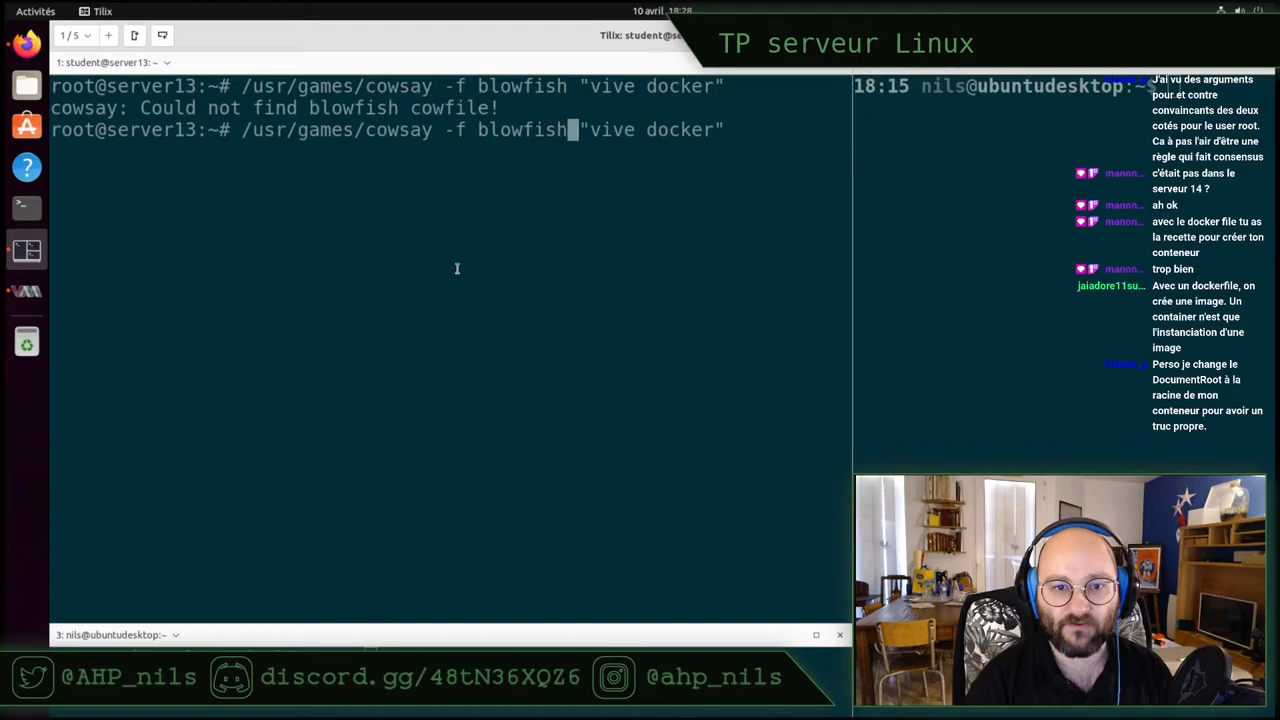 Activités
Tilix
10 avril 18:28
TP serveur Linux
1 / 5
+
Tilix: student@se
1: student@server13: ~
root@server13:~# /usr/games/cowsay -f blowfish "vive docker"
cowsay: Could not find blowfish cowfile!
root@server13:~# /usr/games/cowsay -f blowfish "vive docker"
18:15 nils@ubuntudesktop:~$
J'ai vu des arguments
pour et contre
convaincants des deux
cotés pour le user root.
Ca à pas l'air d'être une
règle qui fait consensus
manon... c'était pas dans le
serveur 14 ?
manon... ah ok
manon... avec le docker file tu as
la recette pour créer ton
conteneur
manon... trop bien
jaiadore11su... Avec un dockerfile, on
crée une image. Un
container n'est que
l'instanciation d'une
image
Perso je change le
DocumentRoot à la
racine de mon
conteneur pour avoir un
truc propre.
3: nils@ubuntudesktop:~
@AHP_nils
discord.gg/48tN36XQZ6
@ahp_nils